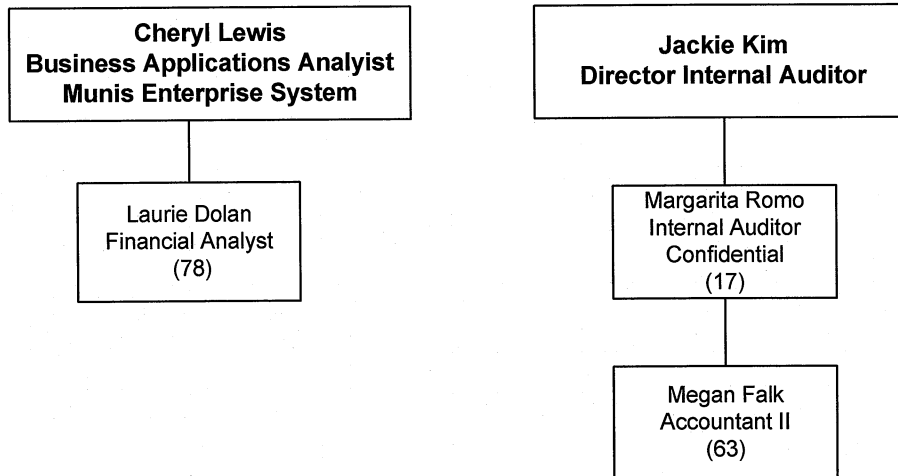 Cheryl Lewis
Business Applications Analyist
Munis Enterprise System
Jackie Kim
Director Internal Auditor
Laurie Dolan
Financial Analyst
(78)
Margarita Romo
Internal Auditor
Confidential
(17)
Megan Falk
Accountant II
(63)